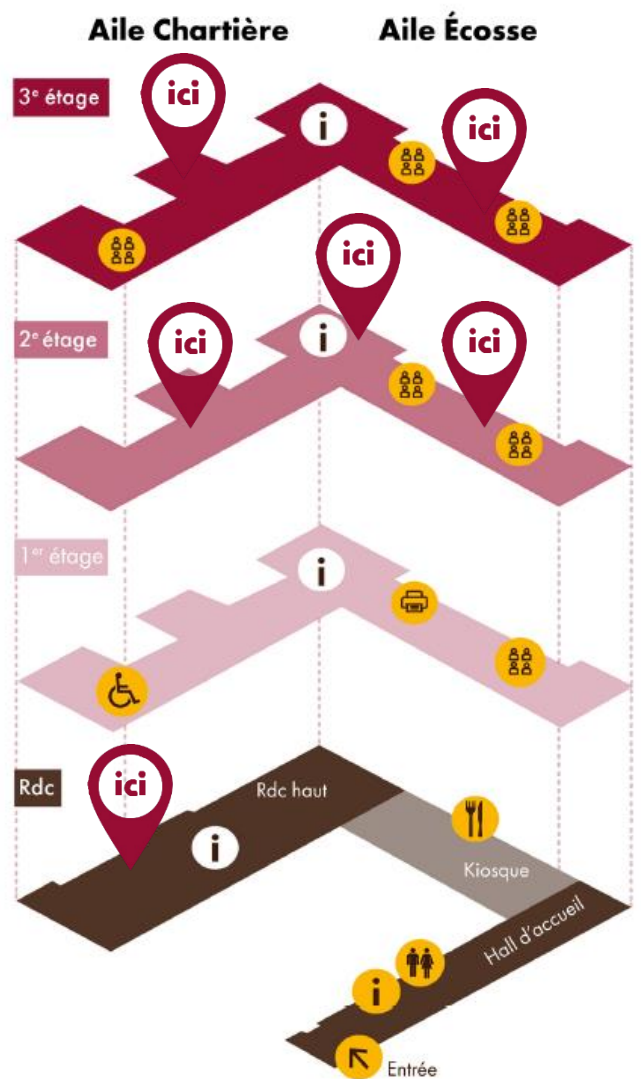 Aile Chartière
Aile Écosse
3e étage
ici
i
ici
ici
2e étage
ici
i
ici
1er étage
i
Rdc
ici
Rdc haut
i
Kiosque
Hall d'accueil
i
Entrée